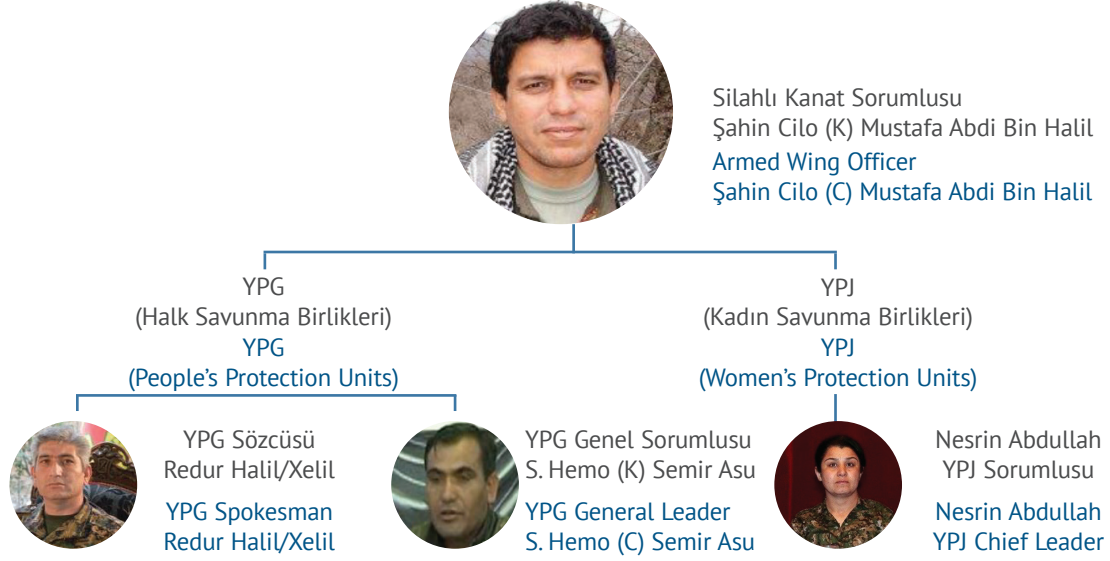 Silahlı Kanat Sorumlusu
Şahin Cilo (K) Mustafa Abdi Bin Halil
Armed Wing Officer
Şahin Cilo (C) Mustafa Abdi Bin Halil
YPG
(Halk Savunma Birlikleri)
YPG
(People's Protection Units)
YPJ
(Kadın Savunma Birlikleri)
YPJ
(Women's Protection Units)
YPG Sözcüsü
Redur Halil/Xelil
YPG Spokesman
Redur Halil/Xelil
YPG Genel Sorumlusu
S. Hemo (K) Semir Asu
YPG General Leader
S. Hemo (C) Semir Asu
Nesrin Abdullah
YPJ Sorumlusu
Nesrin Abdullah
YPJ Chief Leader